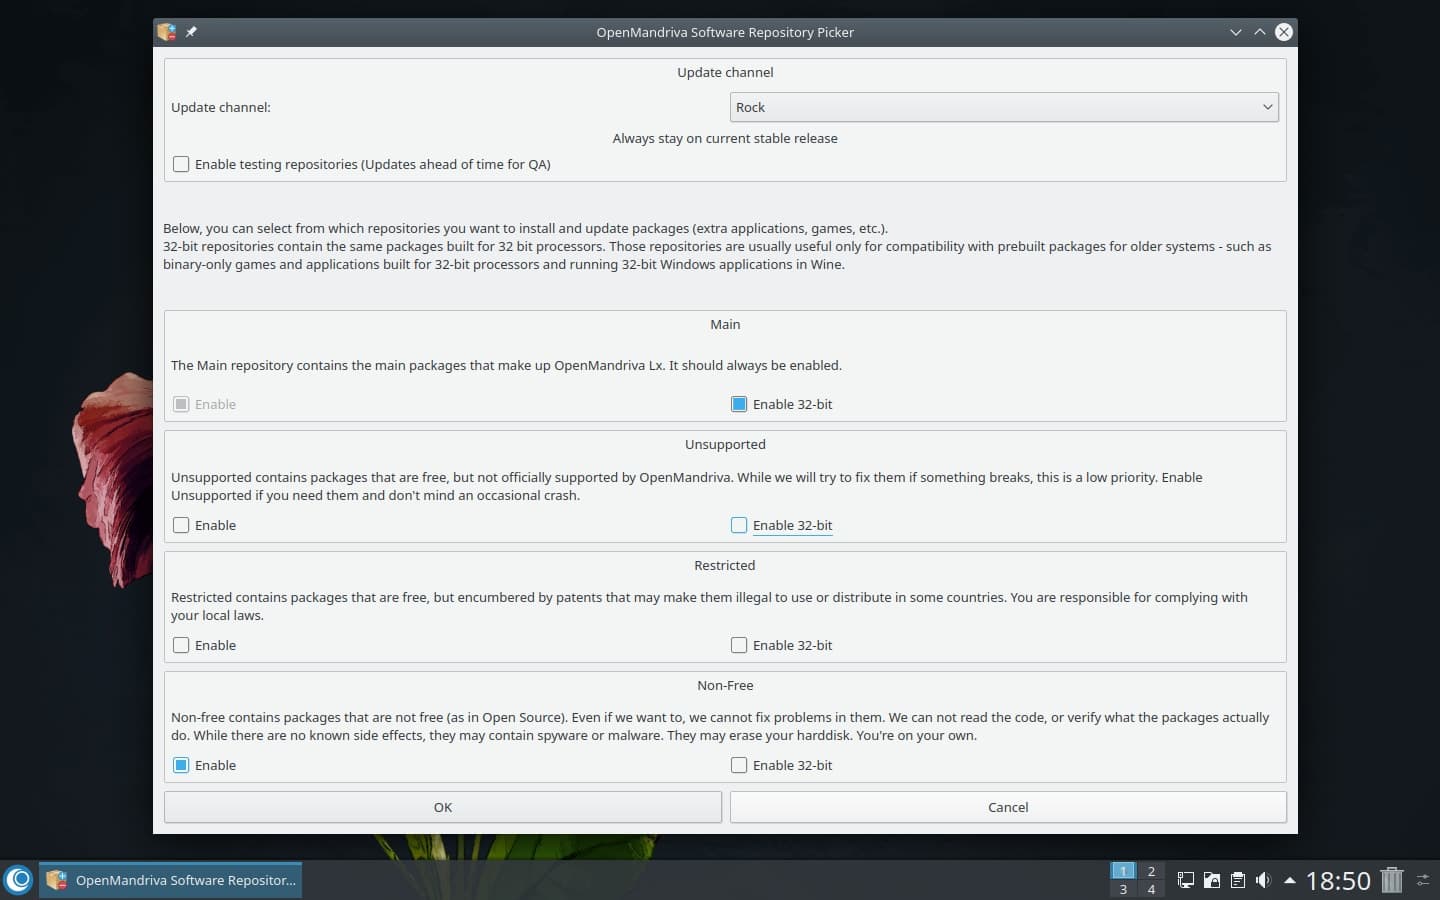 OpenMandriva Software Repository Picker
Update channel
Update channel:
Rock
Always stay on current stable release
Enable testing repositories (Updates ahead of time for QA)
Below, you can select from which repositories you want to install and update packages (extra applications, games, etc.).
32-bit repositories contain the same packages built for 32 bit processors. Those repositories are usually useful only for compatibility with prebuilt packages for older systems - such as
binary-only games and applications built for 32-bit processors and running 32-bit Windows applications in Wine.
Main
The Main repository contains the main packages that make up OpenMandriva Lx. It should always be enabled.
Enable
Enable 32-bit
Unsupported
Unsupported contains packages that are free, but not officially supported by OpenMandriva. While we will try to fix them if something breaks, this is a low priority. Enable
Unsupported if you need them and don't mind an occasional crash.
Enable
Enable 32-bit
Restricted
Restricted contains packages that are free, but encumbered by patents that may make them illegal to use or distribute in some countries. You are responsible for complying with
your local laws.
Enable
Enable 32-bit
Non-Free
Non-free contains packages that are not free (as in Open Source). Even if we want to, we cannot fix problems in them. We can not read the code, or verify what the packages actually
do. While there are no known side effects, they may contain spyware or malware. They may erase your harddisk. You're on your own.
Enable
Enable 32-bit
OK
Cancel
OpenMandriva Software Repositor...
1 2
3 4
18:50